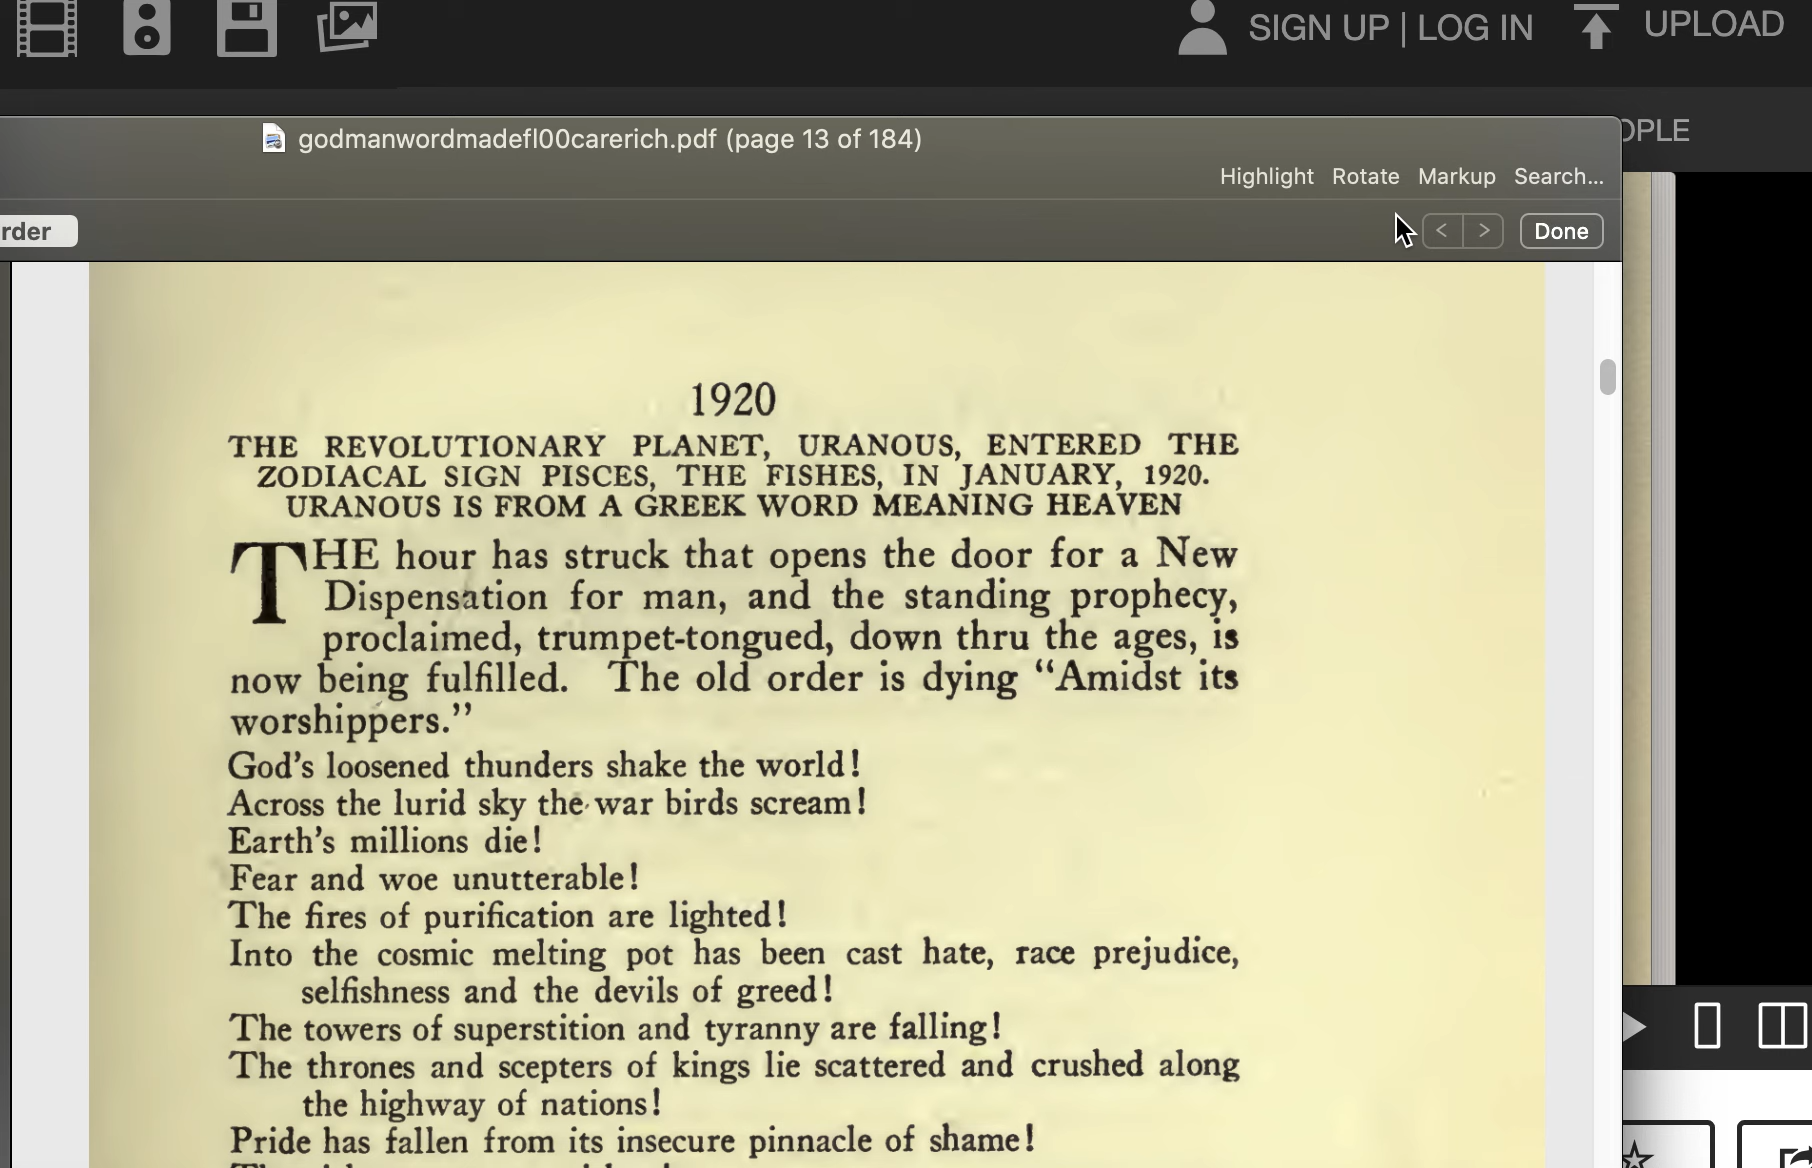 SIGN UP | LOG IN
UPLOAD
OPLE
godmanwordmadefl00carerich.pdf (page 13 of 184)
Highlight Rotate Markup Search...
rder
< > Done
1920
THE REVOLUTIONARY PLANET, URANOUS, ENTERED THE
ZODIACAL SIGN PISCES, THE FISHES, IN JANUARY, 1920.
URANOUS IS FROM A GREEK WORD MEANING HEAVEN
THE hour has struck that opens the door for a New
Dispensation for man, and the standing prophecy,
proclaimed, trumpet-tongued, down thru the ages, is
now being fulfilled. The old order is dying “Amidst its
worshippers.”
God’s loosened thunders shake the world!
Across the lurid sky the war birds scream!
Earth’s millions die!
Fear and woe unutterable!
The fires of purification are lighted!
Into the cosmic melting pot has been cast hate, race prejudice,
selfishness and the devils of greed!
The towers of superstition and tyranny are falling!
The thrones and scepters of kings lie scattered and crushed along
the highway of nations!
Pride has fallen from its insecure pinnacle of shame!